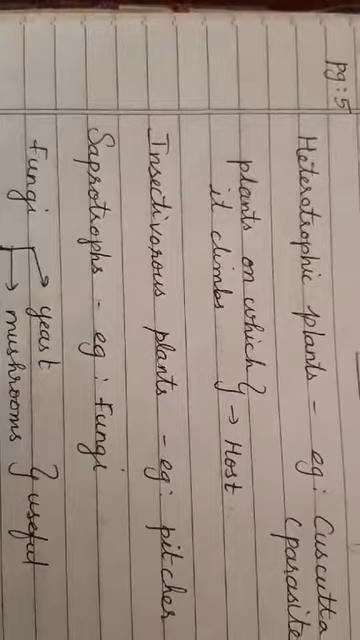 pg: 5
Heterotrophic plants - eg: Cuscutta
(parasite
plants on which } → Host
it climbs
Insectivorous plants - eg: pitcher
Saprotrophs - eg: Fungi
Fungi → yeast
→ mushrooms } useful